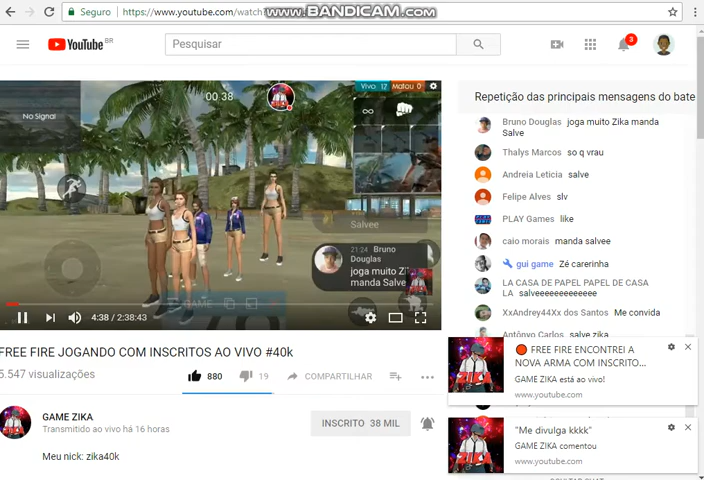 Seguro
https://www.youtube.com/watch?
www.BANDICAM.com
YouTube BR
Pesquisar
3
No Signal
00:38
Vivo 17 Matou 0
Salvee
21:24 Bruno
Douglas
joga muito Zi
manda Salve
GAME
4:38 / 2:38:43
FREE FIRE JOGANDO COM INSCRITOS AO VIVO #40k
5.547 visualizações
880
19
COMPARTILHAR
GAME ZIKA
Transmitido ao vivo há 16 horas
INSCRITO 38 MIL
Meu nick: zika40k
Repetição das principais mensagens do bate
Bruno Douglas joga muito Zika manda
Salve
Thalys Marcos so q vrau
Andreia Leticia salve
Felipe Alves slv
PLAY Games like
caio morais manda salvee
gui game Zé carerinha
LA CASA DE PAPEL PAPEL DE CASA
LA salveeeeeeeeeeeee
XxAndrey44Xx dos Santos Me convida
Antônyo Carlos salve zika
FREE FIRE ENCONTREI A
NOVA ARMA COM INSCRITO...
GAME ZIKA está ao vivo!
www.youtube.com
"Me divulga kkkk"
GAME ZIKA comentou
www.youtube.com